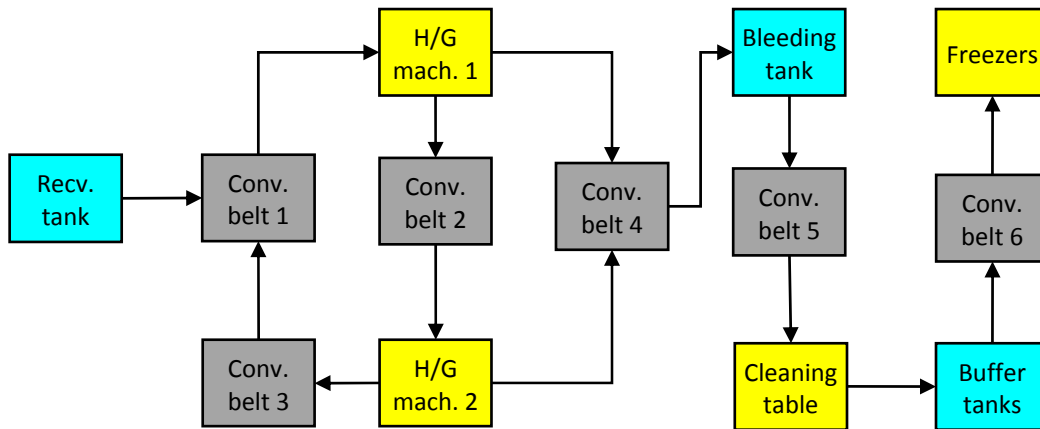 H/G
mach. 1
Bleeding
tank
Freezers
Recv.
tank
Conv.
belt 1
Conv.
belt 2
Conv.
belt 4
Conv.
belt 5
Conv.
belt 6
Conv.
belt 3
H/G
mach. 2
Cleaning
table
Buffer
tanks